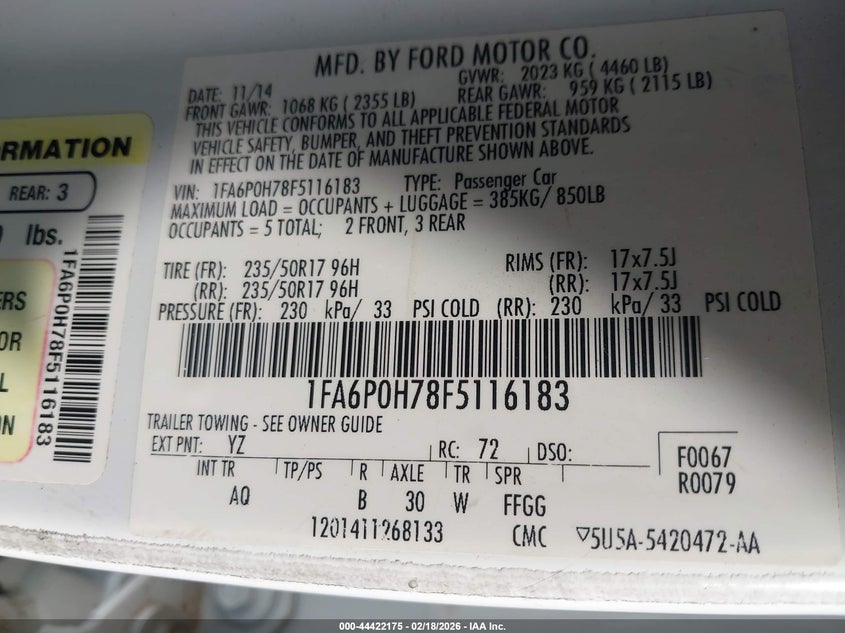 MFD. BY FORD MOTOR CO.
DATE: 11/14 GVWR: 2023 KG ( 4460 LB)
FRONT GAWR: 1068 KG ( 2355 LB) REAR GAWR: 959 KG ( 2115 LB)
THIS VEHICLE CONFORMS TO ALL APPLICABLE FEDERAL MOTOR
VEHICLE SAFETY, BUMPER, AND THEFT PREVENTION STANDARDS
IN EFFECT ON THE DATE OF MANUFACTURE SHOWN ABOVE.
VIN: 1FA6P0H78F5116183 TYPE: Passenger Car
MAXIMUM LOAD = OCCUPANTS + LUGGAGE = 385KG/ 850LB
OCCUPANTS = 5 TOTAL; 2 FRONT, 3 REAR
TIRE (FR): 235/50R17 96H RIMS (FR): 17x7.5J
(RR): 235/50R17 96H (RR): 17x7.5J
PRESSURE (FR): 230 kPa/ 33 PSI COLD (RR): 230 kPa/ 33 PSI COLD
1FA6P0H78F5116183
TRAILER TOWING - SEE OWNER GUIDE
EXT PNT: YZ RC: 72 DSO:
F0067
R0079
INT TR TP/PS R AXLE TR SPR
AQ B 30 W FFGG
1201411268133 CMC ▽5U5A-5420472-AA
ORMATION
REAR: 3
lbs.
1FA6P0H78F5116183
ERS
OR
L
ON
000-44422175 - 02/18/2026 - IAA Inc.